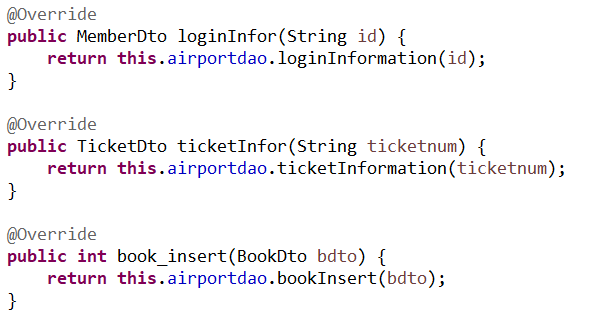 @Override
public MemberDto loginInfor(String id) {
    return this.airportdao.loginInformation(id);
}

@Override
public TicketDto ticketInfor(String ticketnum) {
    return this.airportdao.ticketInformation(ticketnum);
}

@Override
public int book_insert(BookDto bdto) {
    return this.airportdao.bookInsert(bdto);
}